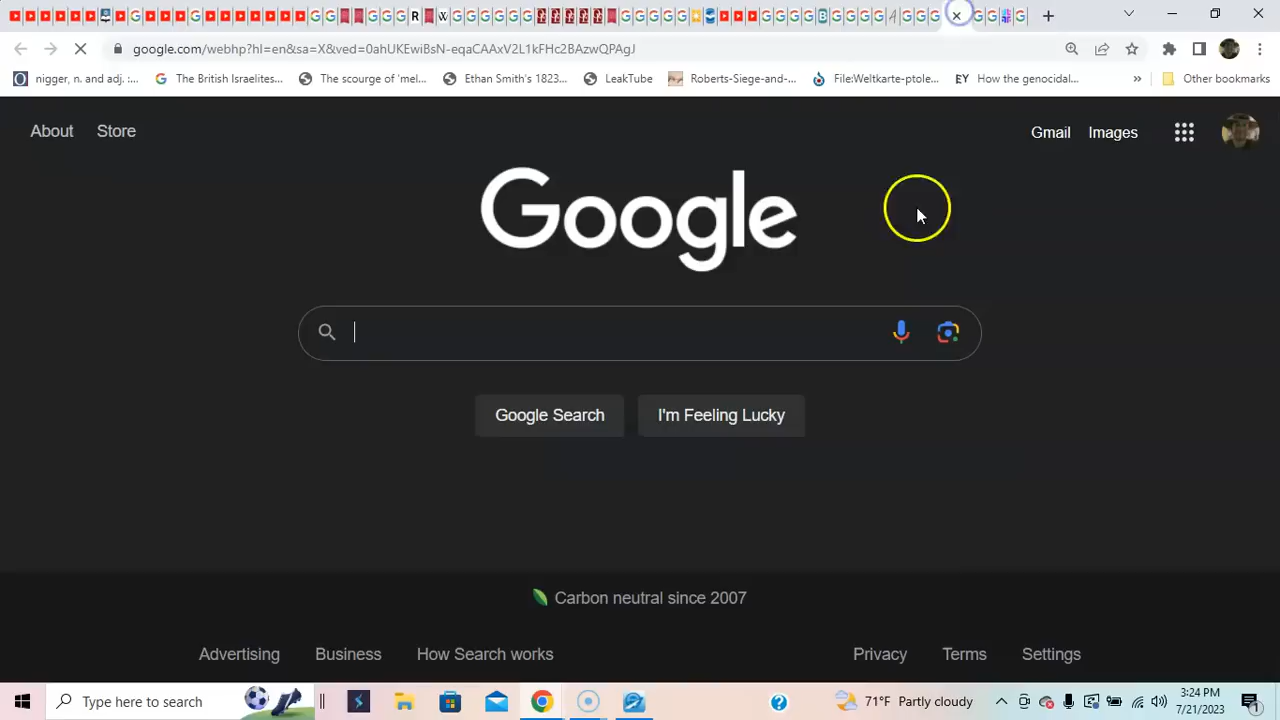 google.com/webhp?hl=en&sa=X&ved=0ahUKEwiBsN-eqaCAAxV2L1kFHc2BAzwQPAgJ
nigger, n. and adj. :... The British Israelites... The scourge of 'mel... Ethan Smith's 1823... LeakTube Roberts-Siege-and-... File:Weltkarte-ptole... EY How the genocidal... » Other bookmarks
About Store Gmail Images
Google
Google Search I'm Feeling Lucky
Carbon neutral since 2007
Advertising Business How Search works Privacy Terms Settings
Type here to search 71°F Partly cloudy 3:24 PM
7/21/2023